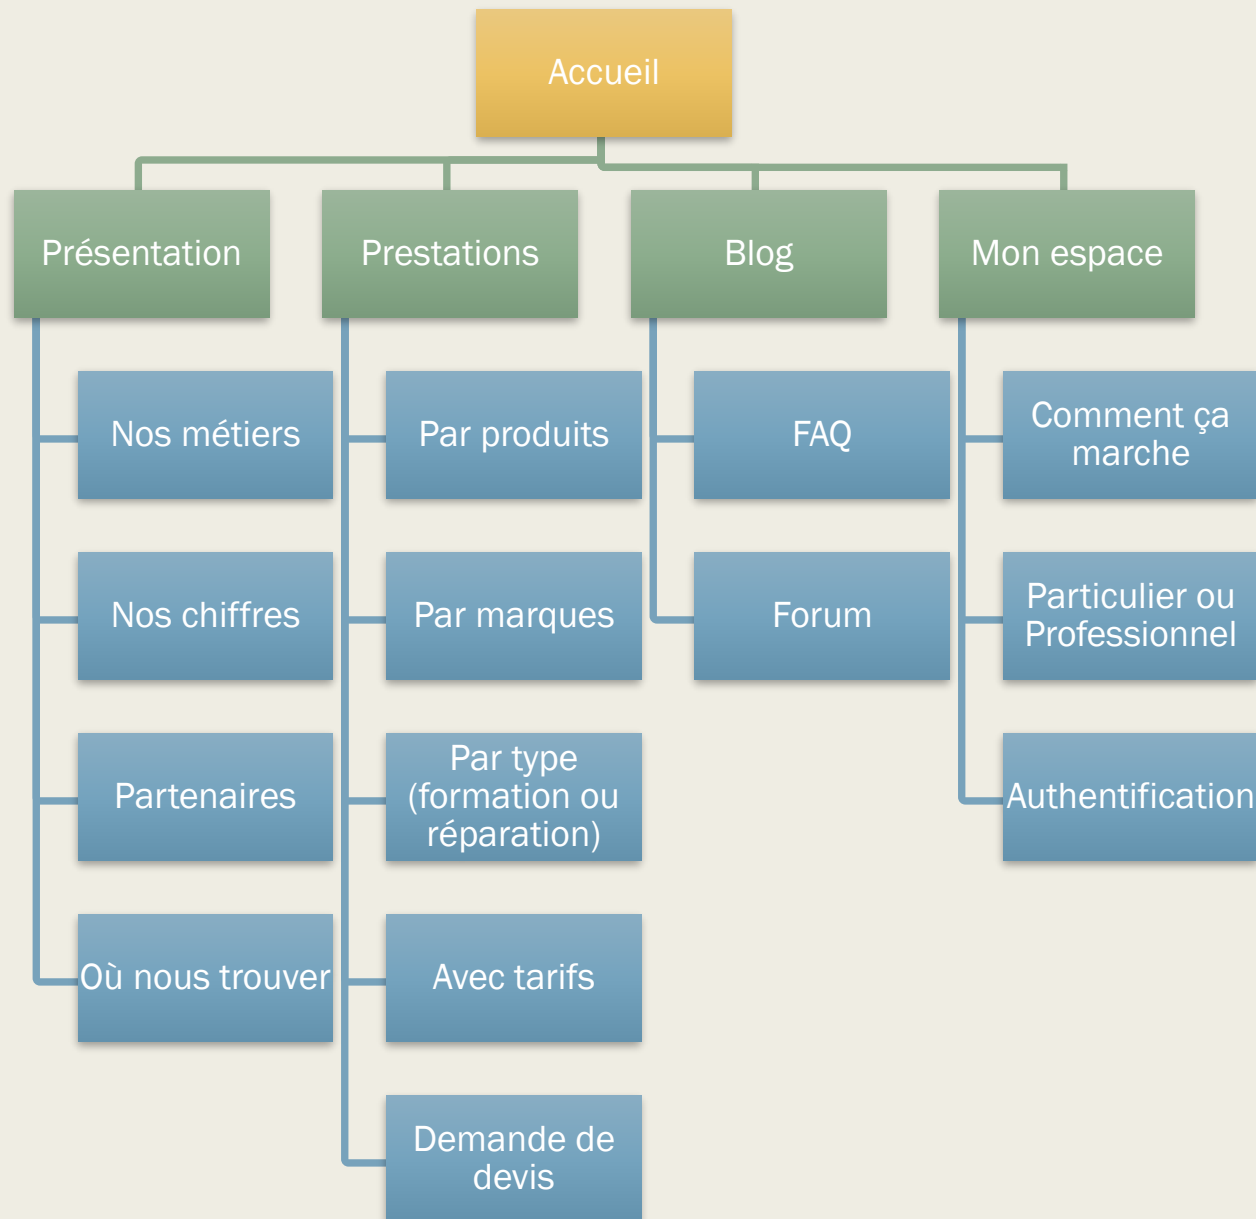 Accueil
Présentation
Prestations
Blog
Mon espace
Nos métiers
Par produits
FAQ
Comment ça
marche
Nos chiffres
Par marques
Forum
Particulier ou
Professionnel
Partenaires
Par type
(formation ou
réparation)
Authentification
Où nous trouver
Avec tarifs
Demande de
devis